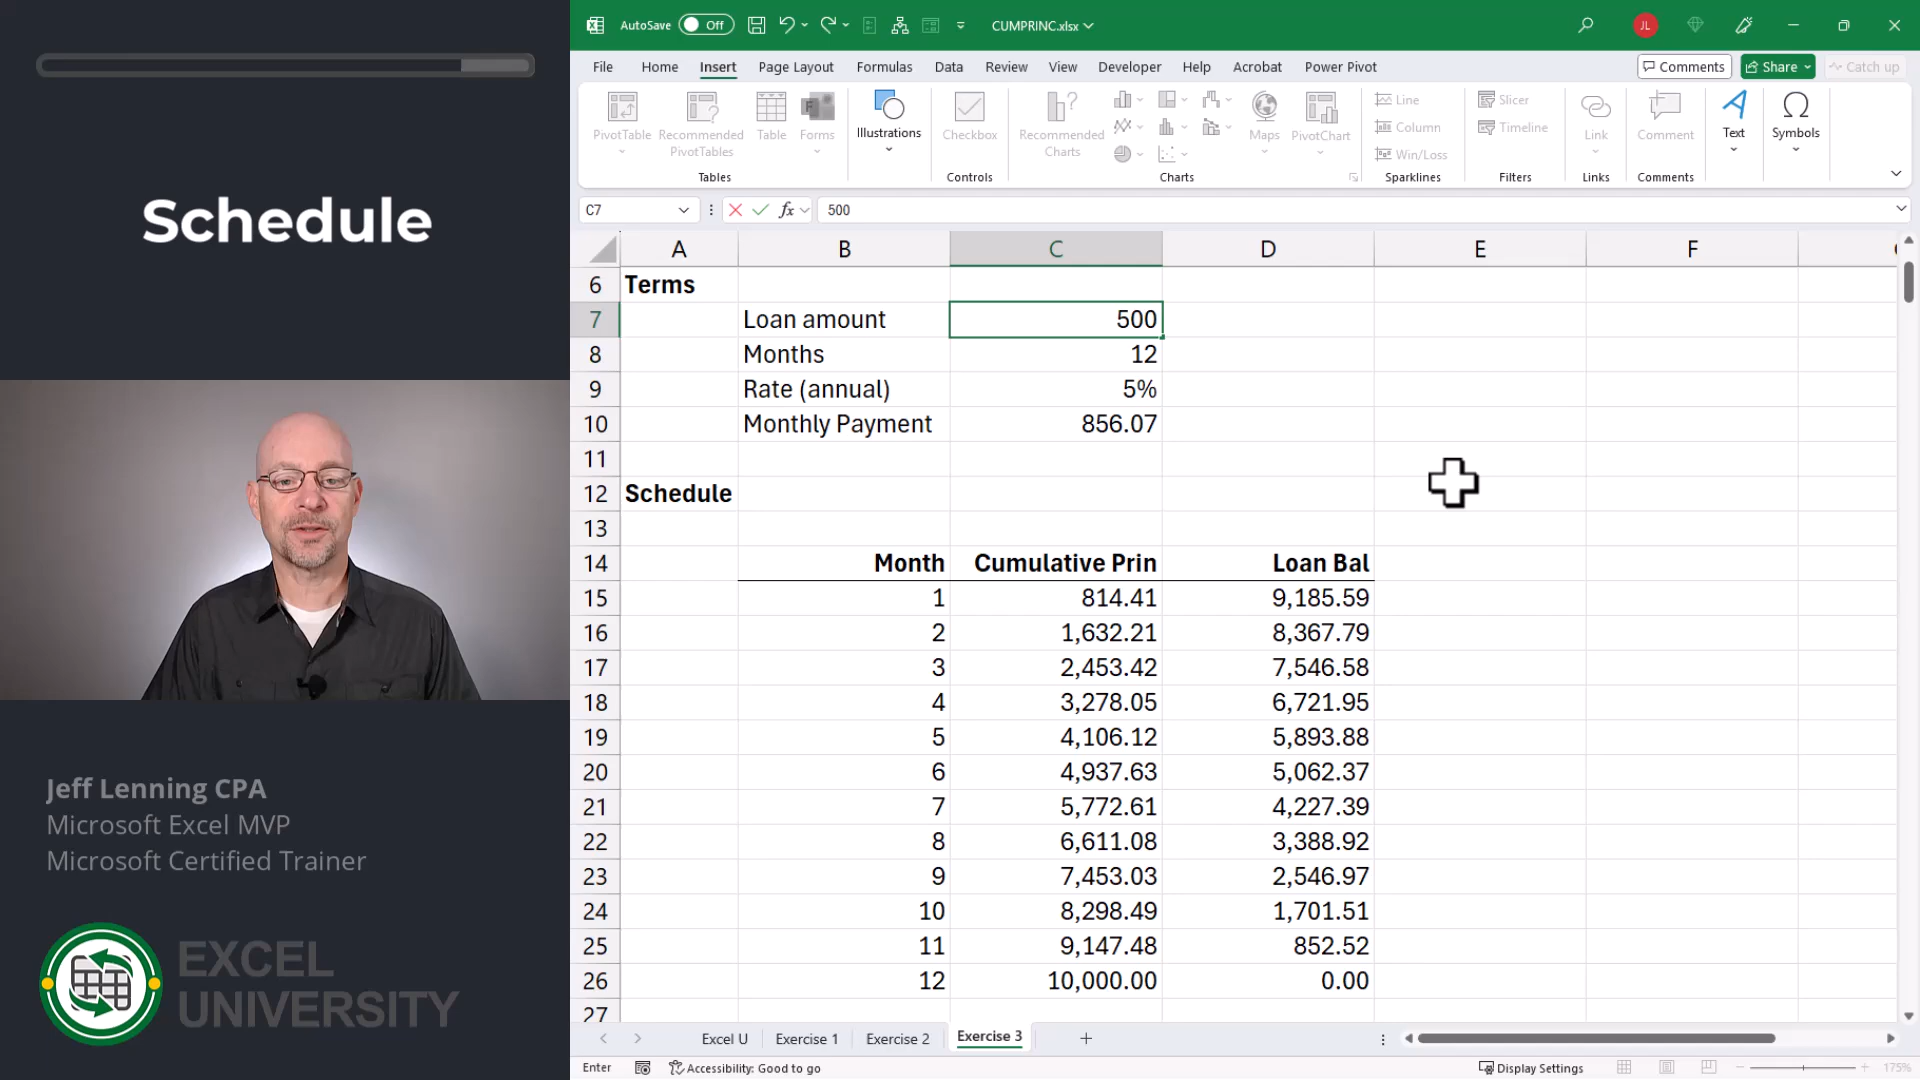 Schedule
Jeff Lenning CPA
Microsoft Excel MVP
Microsoft Certified Trainer
EXCEL
UNIVERSITY
AutoSave Off CUMPRINC.xlsx JL
File Home Insert Page Layout Formulas Data Review View Developer Help Acrobat Power Pivot Comments Share Catch up
PivotTable Recommended PivotTables Table Forms Illustrations Checkbox Recommended Charts Maps PivotChart Line Column Win/Loss Slicer Timeline Link Comment Text Symbols
Tables Controls Charts Sparklines Filters Links Comments
C7 fx 500
A B C D E F
6 Terms
7 Loan amount 500
8 Months 12
9 Rate (annual) 5%
10 Monthly Payment 856.07
11
12 Schedule
13
14 Month Cumulative Prin Loan Bal
15 1 814.41 9,185.59
16 2 1,632.21 8,367.79
17 3 2,453.42 7,546.58
18 4 3,278.05 6,721.95
19 5 4,106.12 5,893.88
20 6 4,937.63 5,062.37
21 7 5,772.61 4,227.39
22 8 6,611.08 3,388.92
23 9 7,453.03 2,546.97
24 10 8,298.49 1,701.51
25 11 9,147.48 852.52
26 12 10,000.00 0.00
27
Excel U Exercise 1 Exercise 2 Exercise 3
Enter Accessibility: Good to go Display Settings 175%